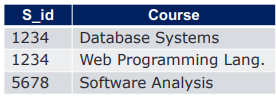 S_id Course
1234 Database Systems
1234 Web Programming Lang.
5678 Software Analysis